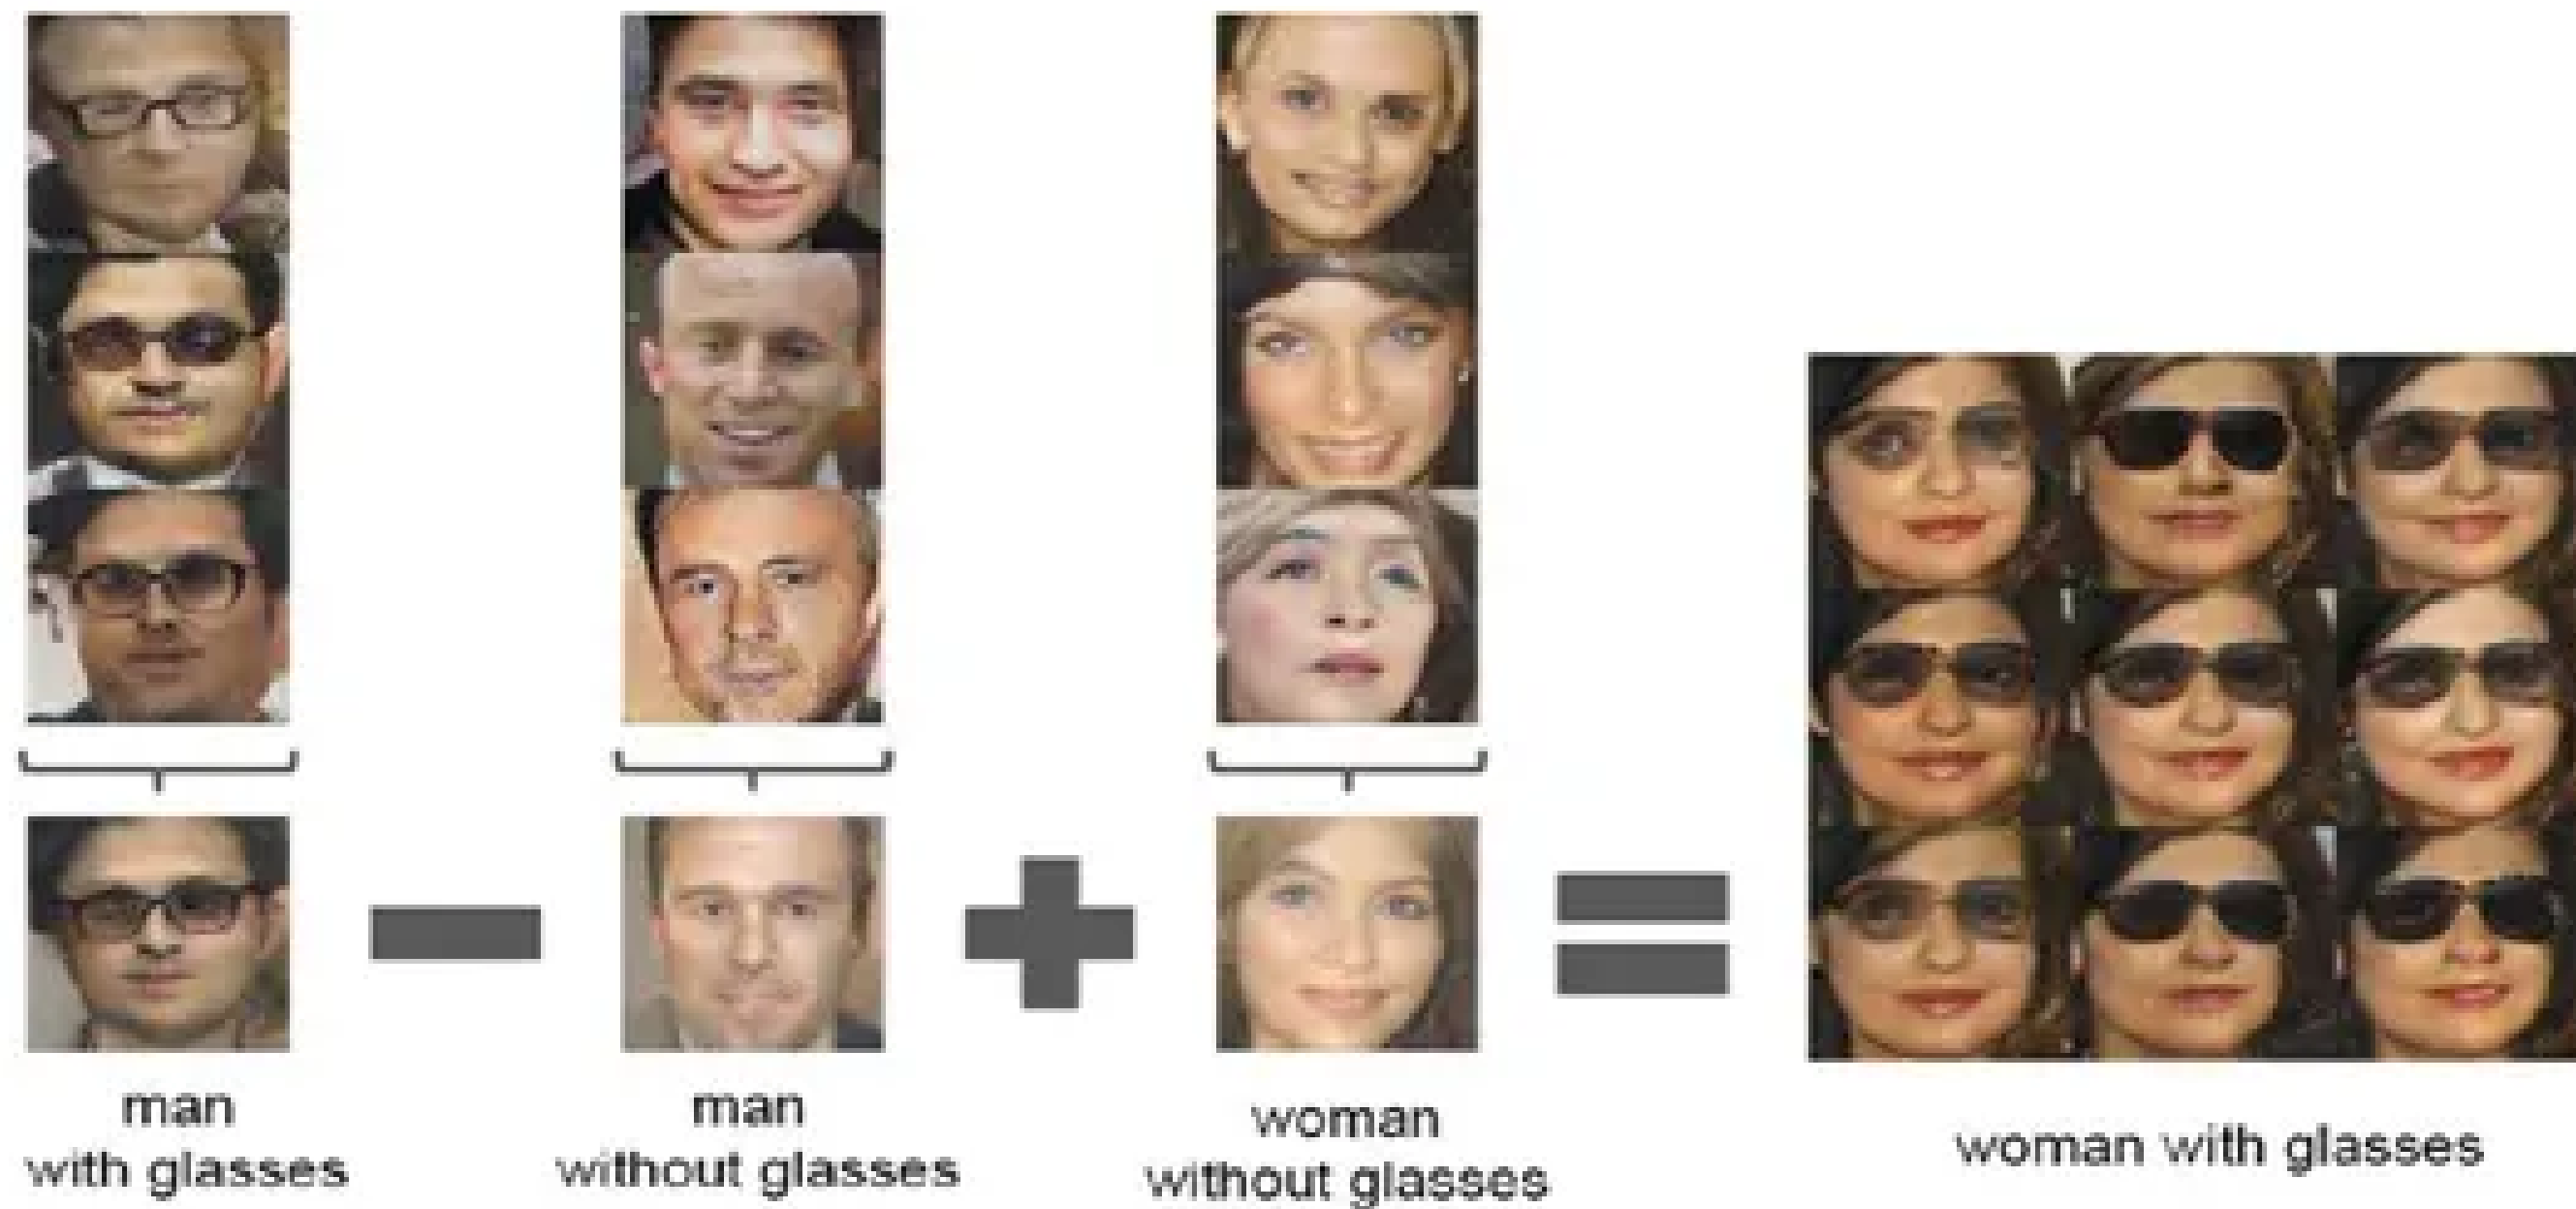 man
with glasses
man
without glasses
woman
without glasses
woman with glasses